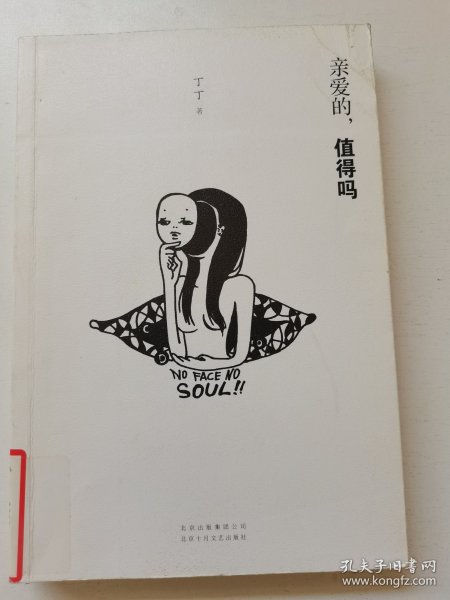 亲爱的，值得吗
丁丁 著
NO FACE NO
SOUL!!
北京出版集团公司
北京十月文艺出版社
孔夫子旧书网
www.kongfz.com